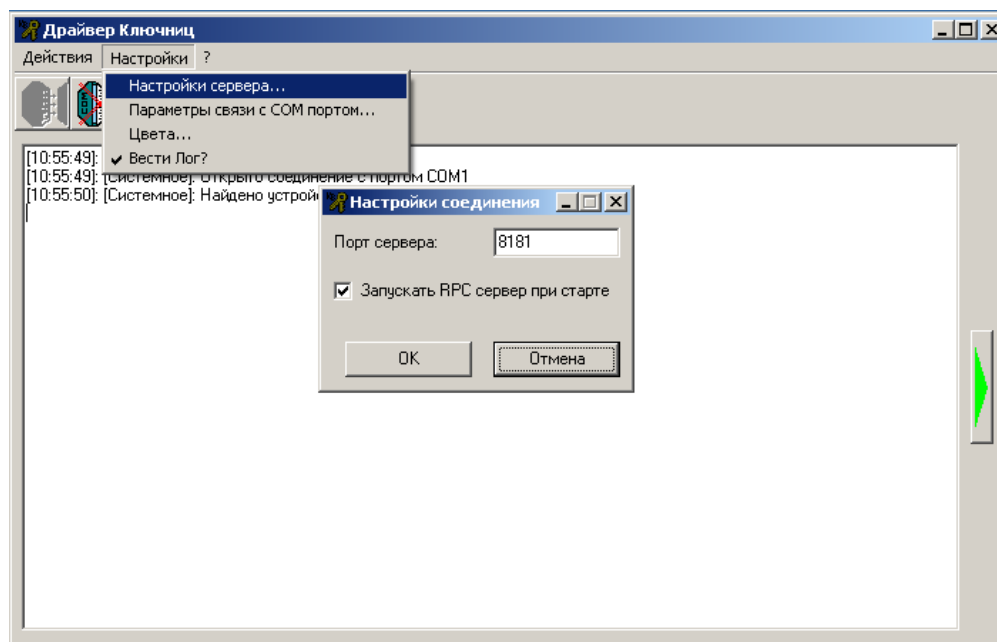 Драйвер Ключниц
Действия Настройки ?
Настройки сервера...
Параметры связи с COM портом...
Цвета...
Вести Лог?
[10:55:49]:
[10:55:49]: [Системное]: Открыто соединение с портом COM1
[10:55:50]: [Системное]: Найдено
Настройки соединения
Порт сервера: 8181
Запускать RPC сервер при старте
OK Отмена